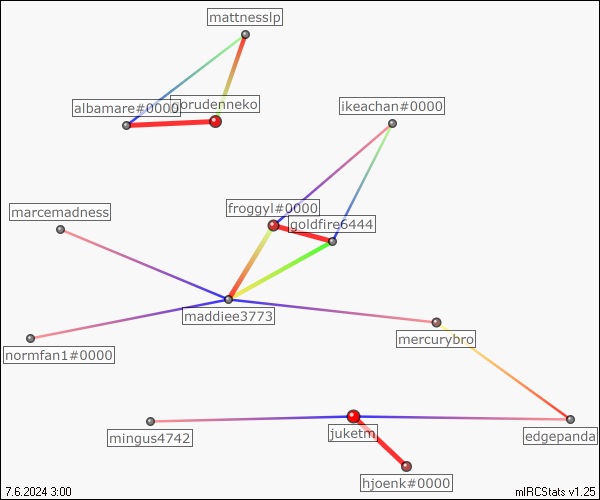 mattnesslp
albamare#0000
porudenneko
ikeachan#0000
marcemadness
froggyl#0000
goldfire6444
maddiee3773
mercurybro
normfan1#0000
mingus4742
juketm
edgepanda
hjoenk#0000
7.6.2024 3:00
mIRCStats v1.25